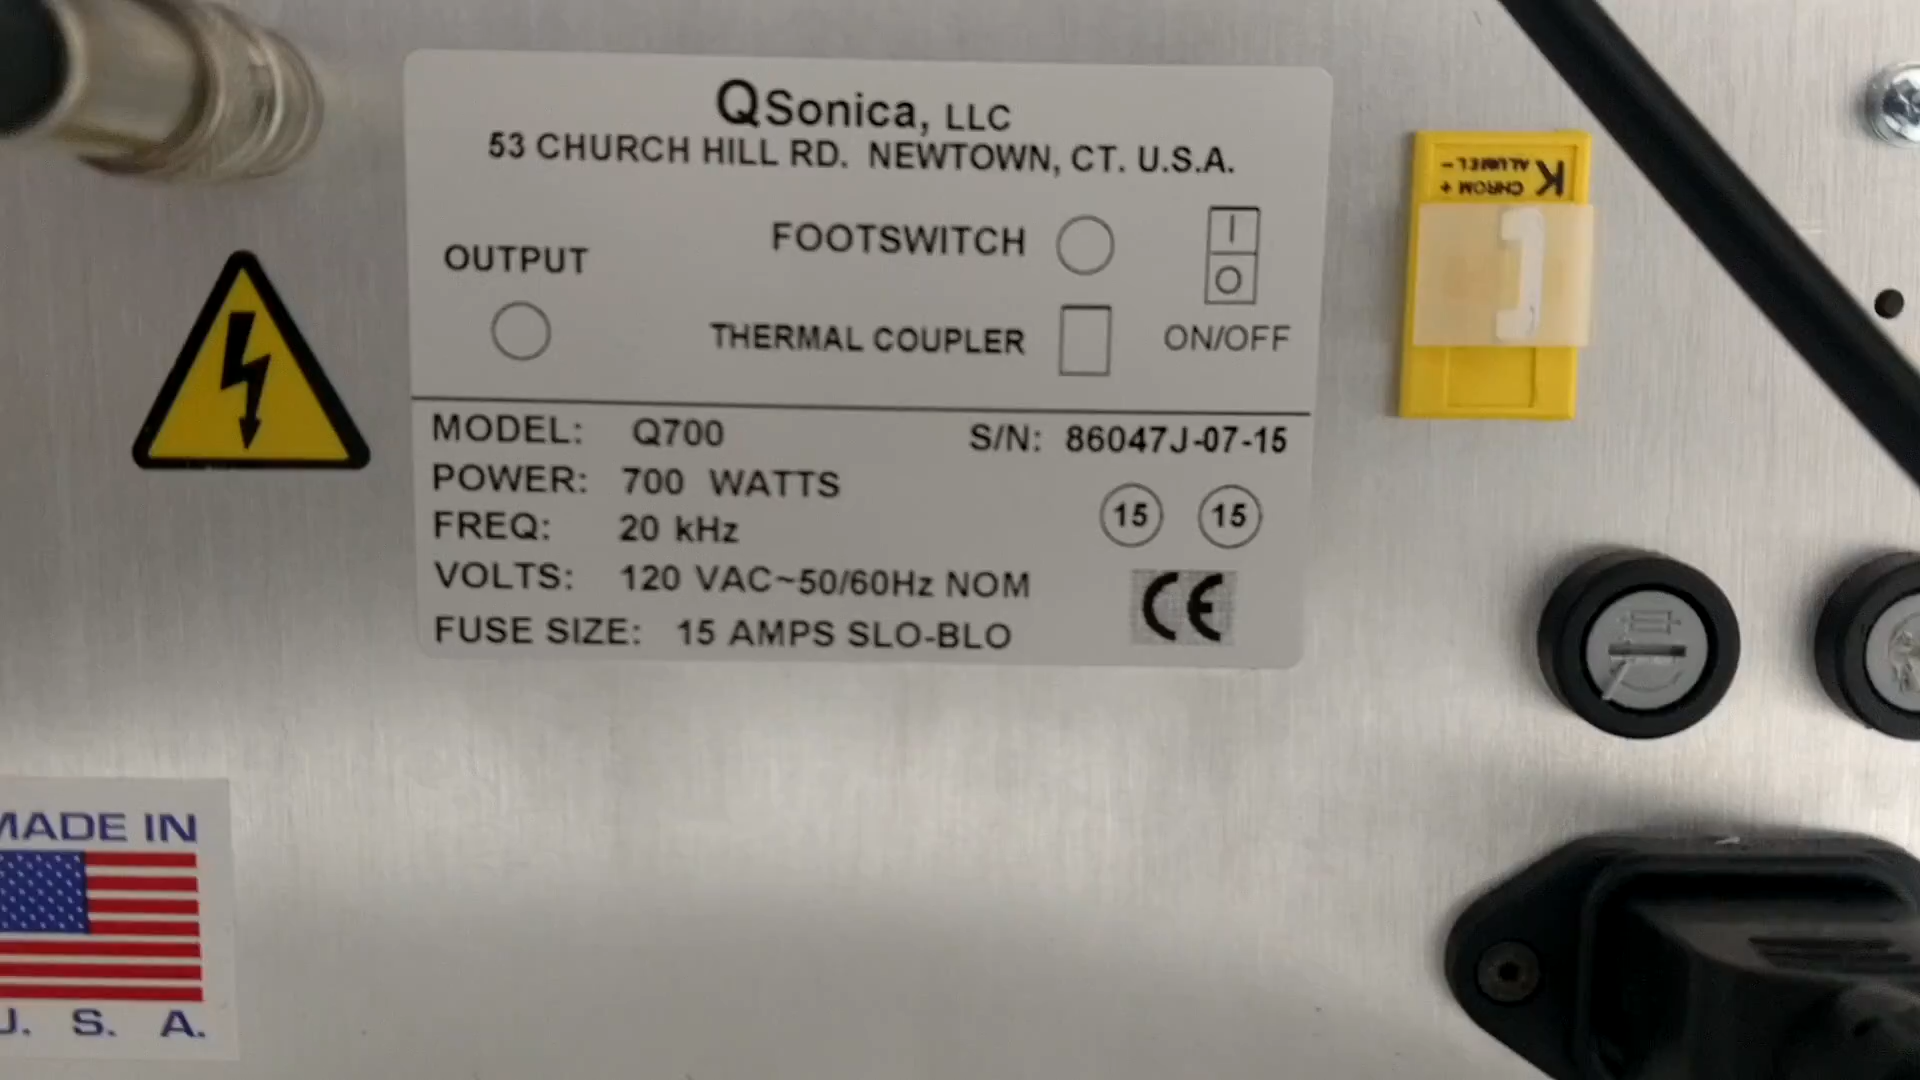 QSonica, LLC
53 CHURCH HILL RD. NEWTOWN, CT. U.S.A.
OUTPUT
FOOTSWITCH
I
O
THERMAL COUPLER
ON/OFF
MODEL: Q700
S/N: 86047J-07-15
POWER: 700 WATTS
FREQ: 20 kHz
15 15
VOLTS: 120 VAC~50/60Hz NOM
CE
FUSE SIZE: 15 AMPS SLO-BLO
K
CHROM +
ALUMEL -
MADE IN
U. S. A.